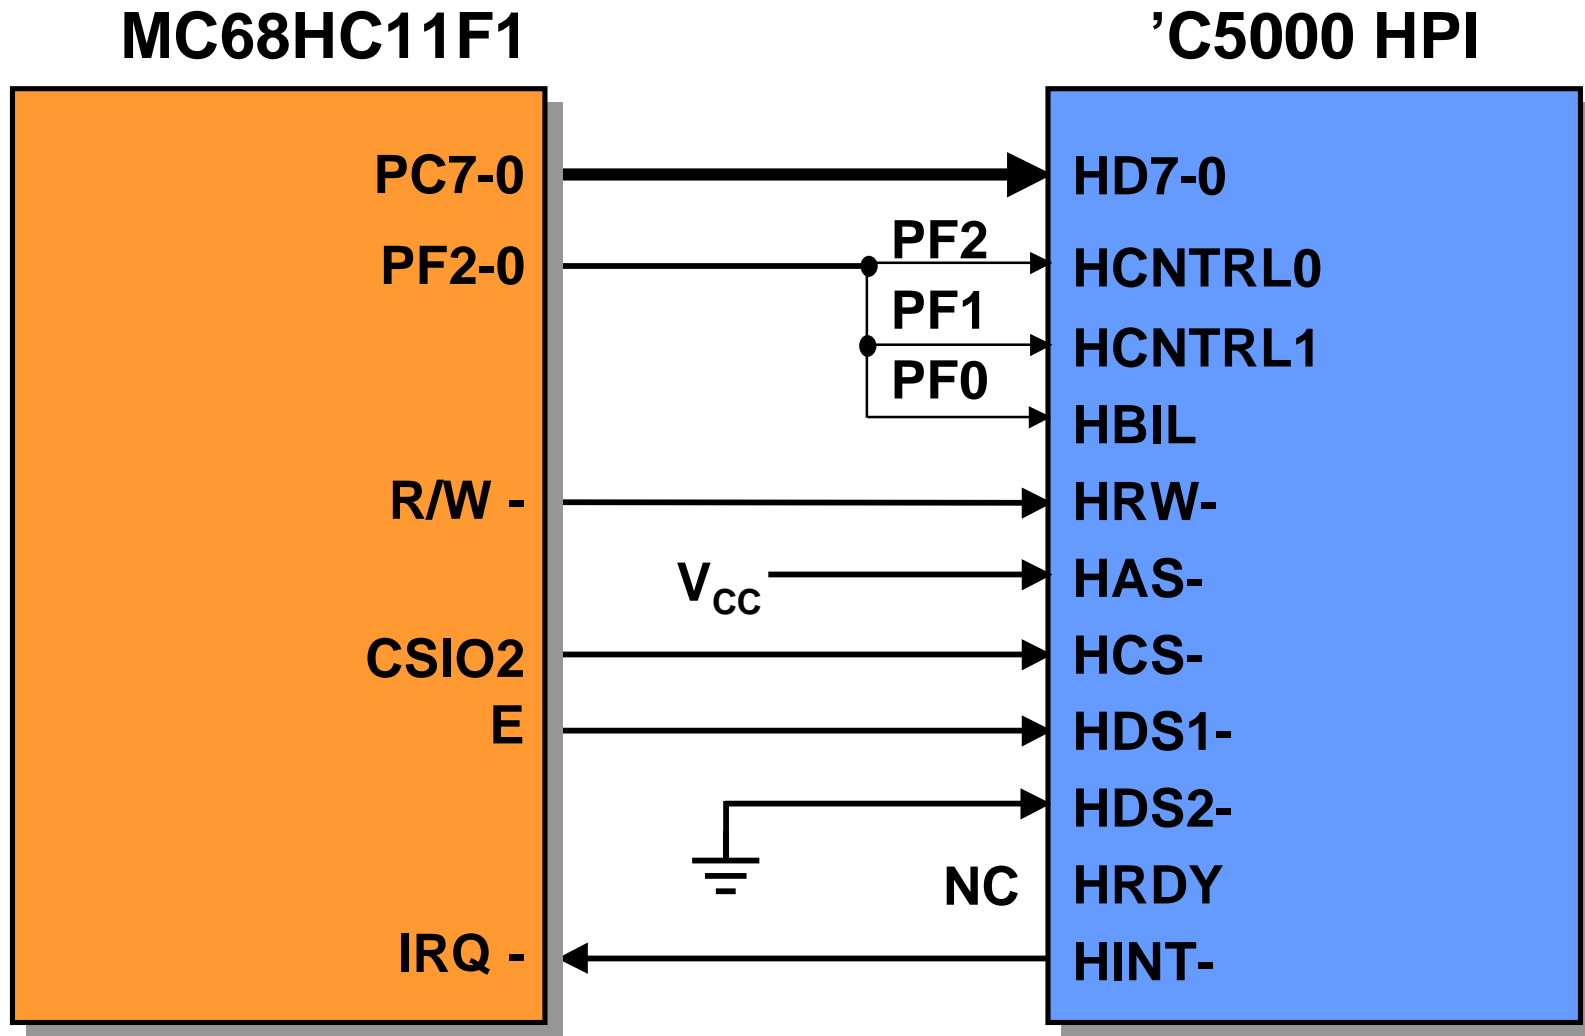 MC68HC11F1
’C5000 HPI
PC7-0
HD7-0
PF2-0
PF2
HCNTRL0
PF1
HCNTRL1
PF0
HBIL
R/W -
HRW-
VCC
HAS-
CSIO2
HCS-
E
HDS1-
HDS2-
NC
HRDY
IRQ -
HINT-